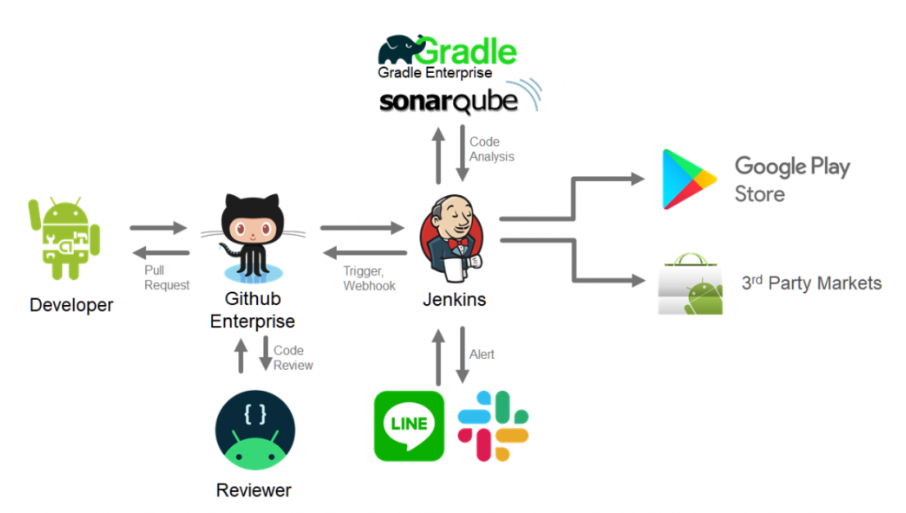 Gradle
Gradle Enterprise
sonarqube
Code
Analysis
Google Play
Store
Developer
Pull
Request
Github
Enterprise
Trigger,
Webhook
Jenkins
3rd Party Markets
Code
Review
Alert
{ }
LINE
Reviewer